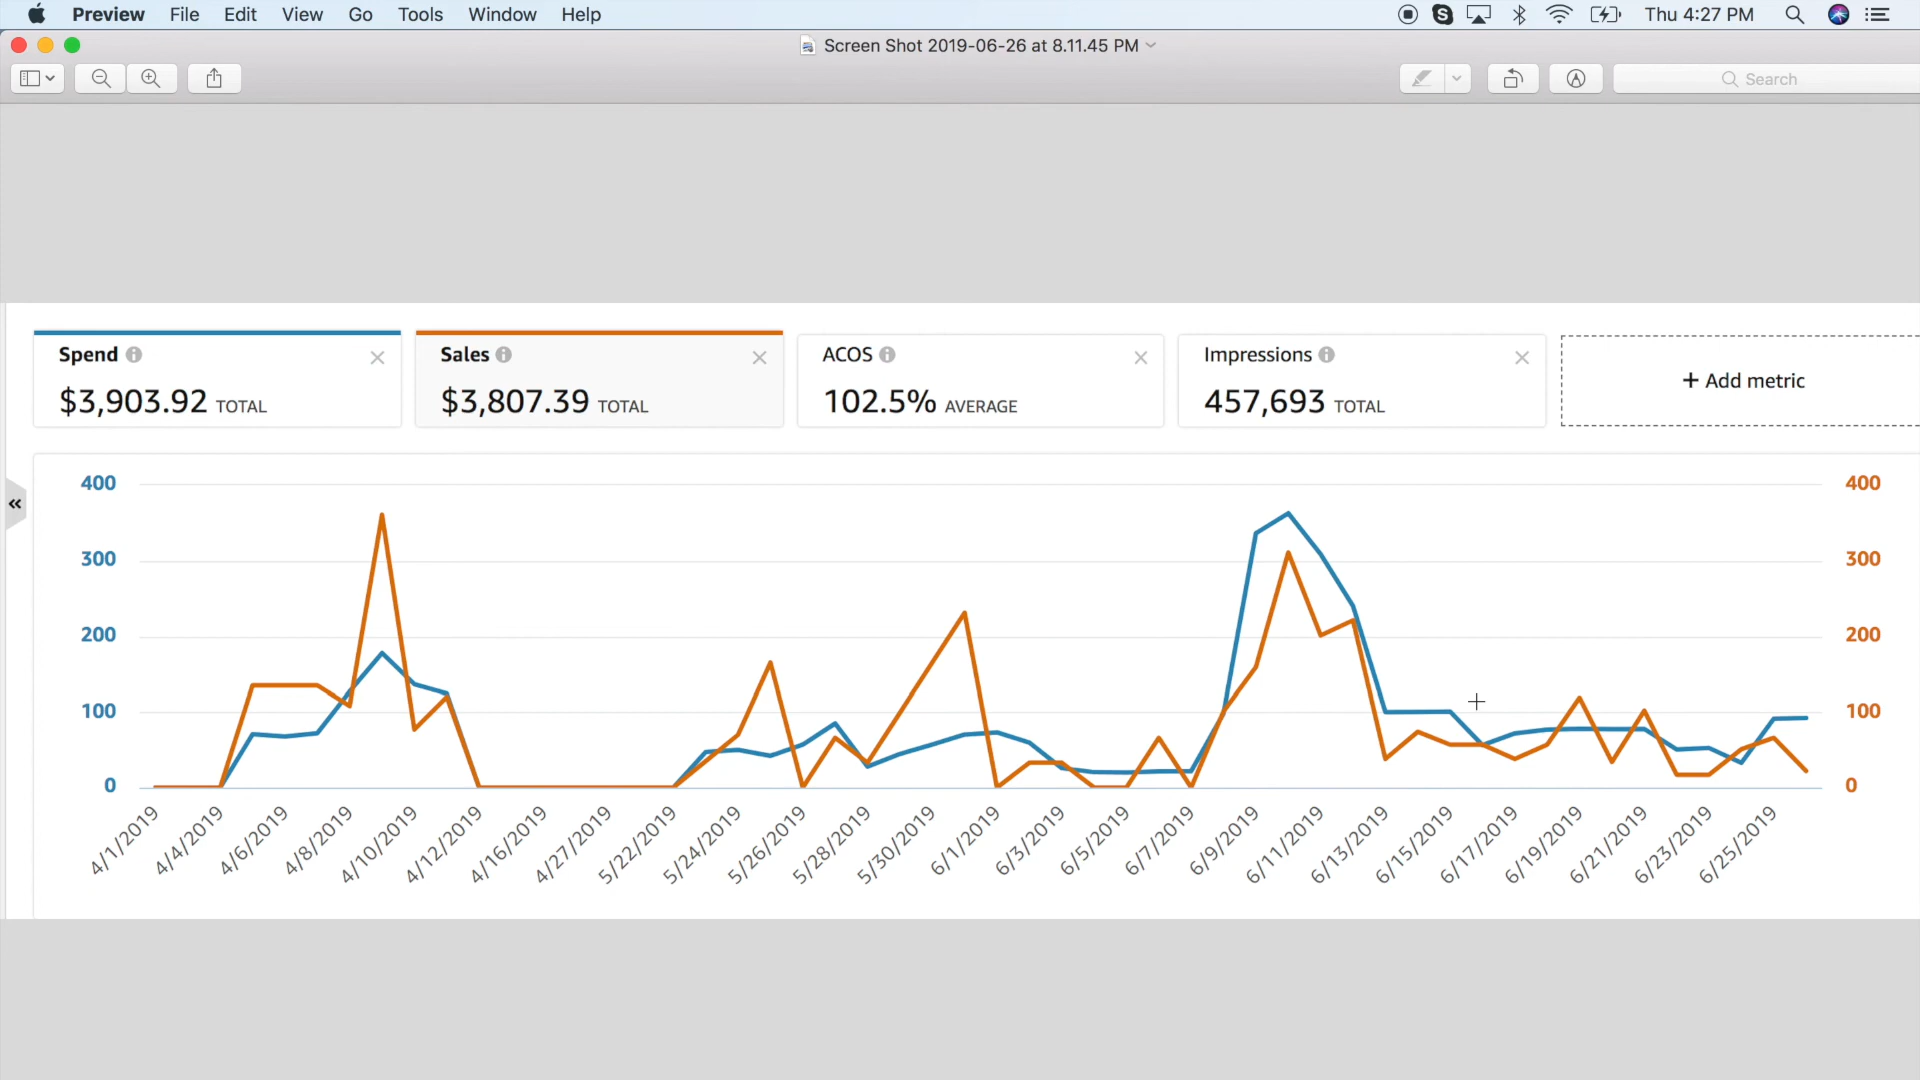 Preview File Edit View Go Tools Window Help Thu 4:27 PM
Screen Shot 2019-06-26 at 8.11.45 PM
Search
Spend
$3,903.92 TOTAL
Sales
$3,807.39 TOTAL
ACOS
102.5% AVERAGE
Impressions
457,693 TOTAL
+ Add metric
400 400
300 300
200 200
100 100
0 0
4/1/2019 4/4/2019 4/6/2019 4/8/2019 4/10/2019 4/12/2019 4/16/2019 4/27/2019 5/22/2019 5/24/2019 5/26/2019 5/28/2019 5/30/2019 6/1/2019 6/3/2019 6/5/2019 6/7/2019 6/9/2019 6/11/2019 6/13/2019 6/15/2019 6/17/2019 6/19/2019 6/21/2019 6/23/2019 6/25/2019